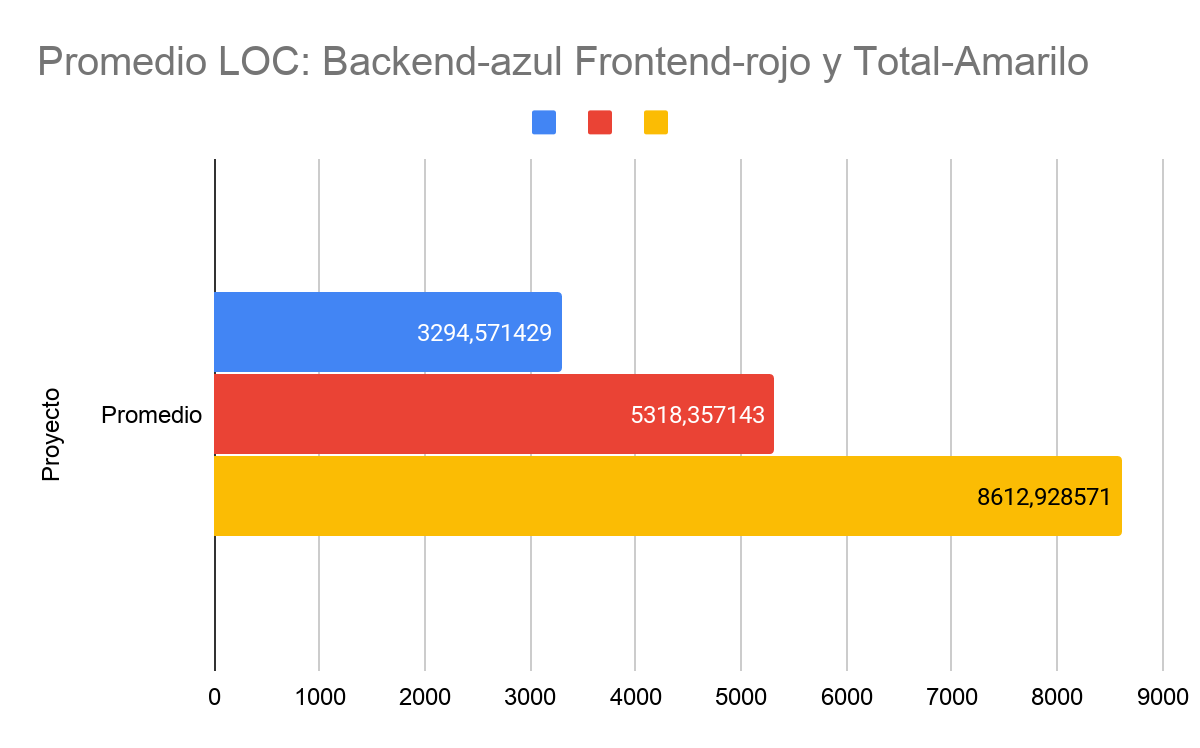 Promedio LOC: Backend-azul Frontend-rojo y Total-Amarilo
3294,571429
Proyecto
Promedio
5318,357143
8612,928571
0 1000 2000 3000 4000 5000 6000 7000 8000 9000